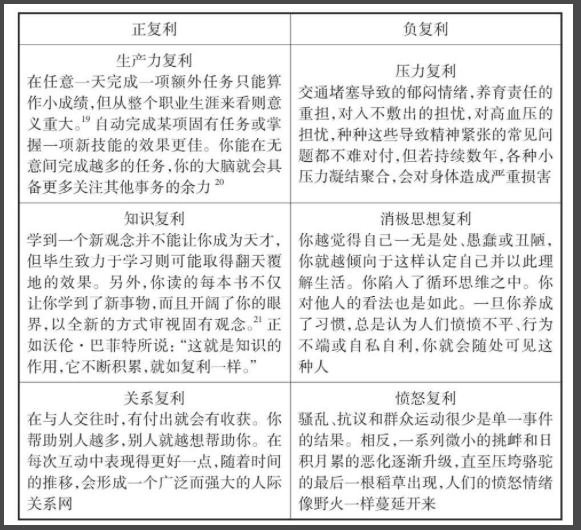 正复利
负复利
生产力复利
在任意一天完成一项额外任务只能算
作小成绩,但从整个职业生涯来看则意
义重大。19 自动完成某项固有任务或掌
握一项新技能的效果更佳。你能在无
意间完成越多的任务,你的大脑就会具
备更多关注其他事务的余力 20
压力复利
交通堵塞导致的郁闷情绪,养育责任的
重担,对入不敷出的担忧,对高血压的
担忧,种种这些导致精神紧张的常见问
题都不难对付,但若持续数年,各种小
压力凝结聚合,会对身体造成严重损害
知识复利
学到一个新观念并不能让你成为天才,
但毕生致力于学习则可能取得翻天覆
地的效果。另外,你读的每本书不仅
让你学到了新事物,而且开阔了你的眼
界,以全新的方式审视固有观念。21 正
如沃伦·巴菲特所说:“这就是知识的
作用,它不断积累,就如复利一样。”
消极思想复利
你越觉得自己一无是处、愚蠢或丑陋,
你就越倾向于这样认定自己并以此理
解生活。你陷入了循环思维之中。你
对他人的看法也是如此。一旦你养成
了习惯,总是认为人们愤愤不平、行为
不端或自私自利,你就会随处可见这
种人
关系复利
在与人交往时,有付出就会有收获。你
帮助别人越多,别人就越想帮助你。在
每次互动中表现得更好一点,随着时间
的推移,会形成一个广泛而强大的人际
关系网
愤怒复利
骚乱、抗议和群众运动很少是单一事件
的结果。相反,一系列微小的挑衅和日
积月累的恶化逐渐升级,直至压垮骆驼
的最后一根稻草出现,人们的愤怒情绪
像野火一样蔓延开来